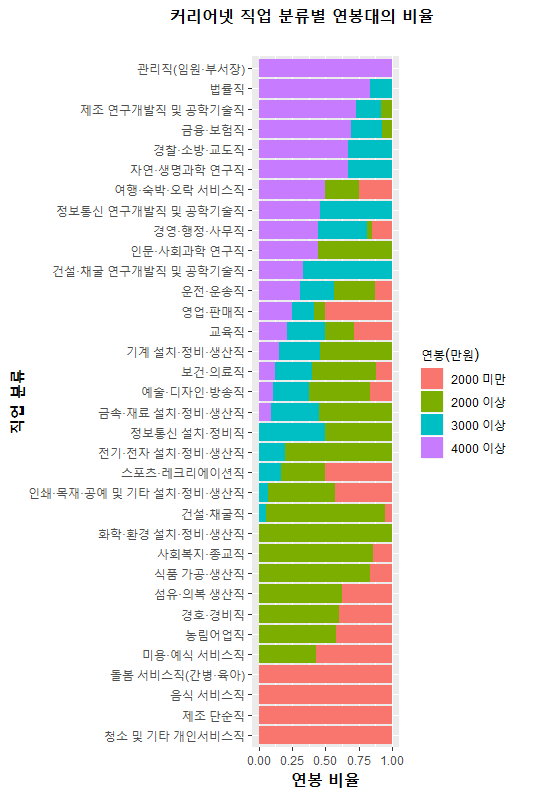 커리어넷 직업 분류별 연봉대의 비율
관리직(임원·부서장)
법률직
제조 연구개발직 및 공학기술직
금융·보험직
경찰·소방·교도직
자연·생명과학 연구직
여행·숙박·오락 서비스직
정보통신 연구개발직 및 공학기술직
경영·행정·사무직
인문·사회과학 연구직
건설·채굴 연구개발직 및 공학기술직
운전·운송직
영업·판매직
교육직
기계 설치·정비·생산직
보건·의료직
예술·디자인·방송직
금속·재료 설치·정비·생산직
정보통신 설치·정비직
전기·전자 설치·정비·생산직
스포츠·레크리에이션직
인쇄·목재·공예 및 기타 설치·정비·생산직
건설·채굴직
화학·환경 설치·정비·생산직
사회복지·종교직
식품 가공·생산직
섬유·의복 생산직
경호·경비직
농림어업직
미용·예식 서비스직
돌봄 서비스직(간병·육아)
음식 서비스직
제조 단순직
청소 및 기타 개인서비스직
직업 분류
0.00 0.25 0.50 0.75 1.00
연봉 비율
연봉(만원)
2000 미만
2000 이상
3000 이상
4000 이상